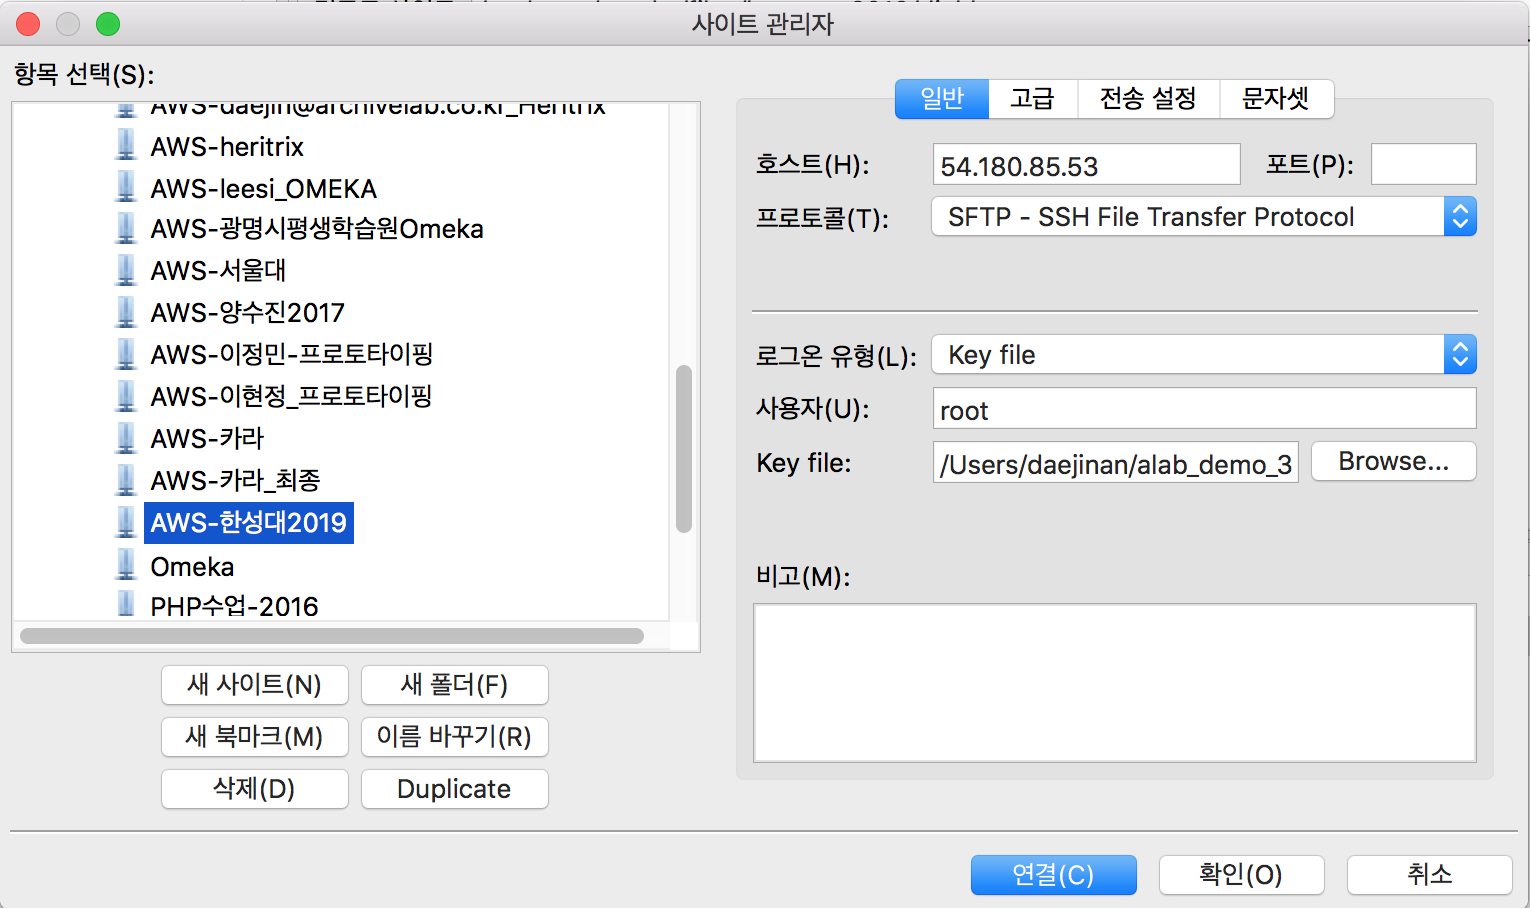 사이트 관리자
항목 선택(S):
AWS-daejin@archivelab.co.kr_Heritrix
AWS-heritrix
AWS-leesi_OMEKA
AWS-광명시평생학습원Omeka
AWS-서울대
AWS-양수진2017
AWS-이정민-프로토타이핑
AWS-이현정_프로토타이핑
AWS-카라
AWS-카라_최종
AWS-한성대2019
Omeka
PHP수업-2016
새 사이트(N) 새 폴더(F)
새 북마크(M) 이름 바꾸기(R)
삭제(D) Duplicate
일반 고급 전송 설정 문자셋
호스트(H): 54.180.85.53 포트(P):
프로토콜(T): SFTP - SSH File Transfer Protocol
로그온 유형(L): Key file
사용자(U): root
Key file: /Users/daejinan/alab_demo_3 Browse...
비고(M):
연결(C) 확인(O) 취소